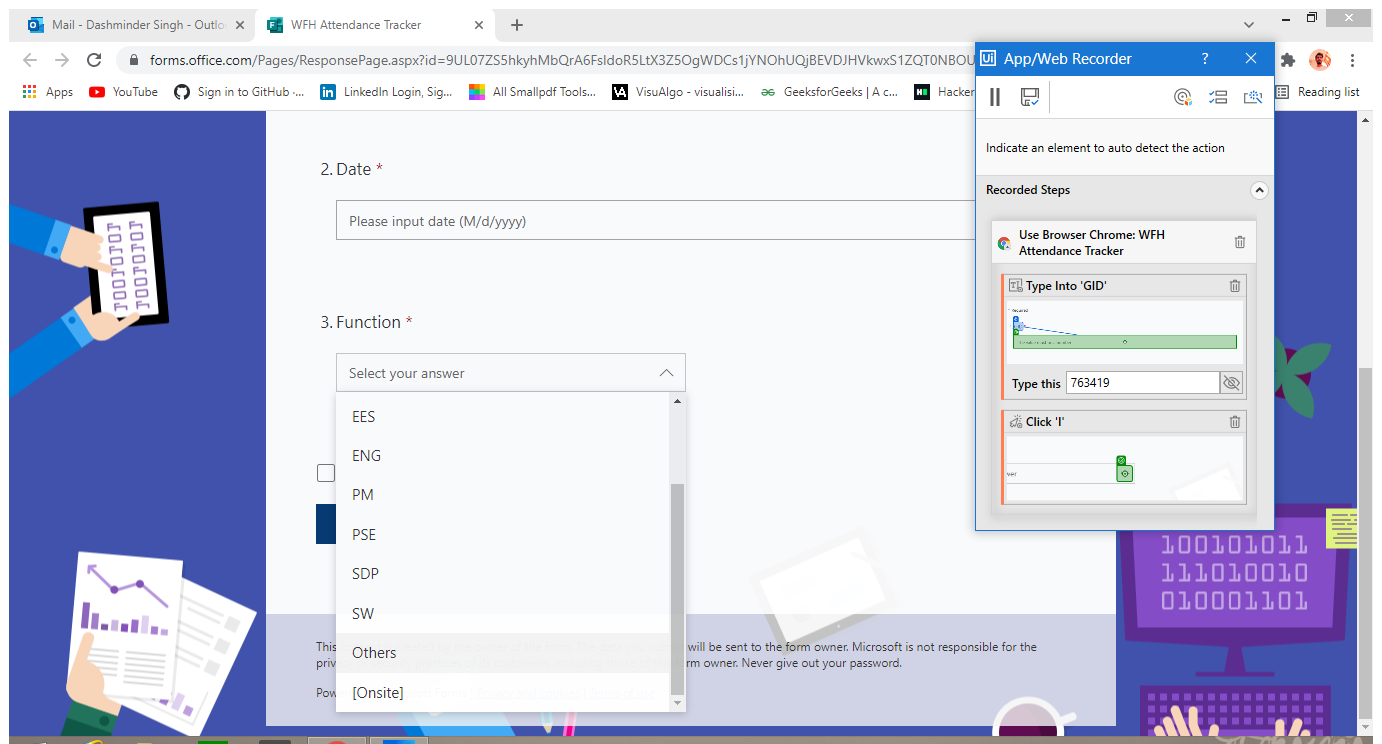 Mail - Dashminder Singh - Outlo
WFH Attendance Tracker
forms.office.com/Pages/ResponsePage.aspx?id=9UL07ZS5hkyhMbQrA6FsIdoR5LtX3Z5OgWDCs1jYNOhUQjBEVDJHVkwxS1ZQT0NBOU
Apps
YouTube
Sign in to GitHub ·...
LinkedIn Login, Sig...
All Smallpdf Tools...
VisuAlgo - visualisi...
GeeksforGeeks | A c...
Hacker
Reading list
2. Date *
Please input date (M/d/yyyy)
3. Function *
Select your answer
EES
ENG
PM
PSE
SDP
SW
Others
[Onsite]
This
will be sent to the form owner. Microsoft is not responsible for the
priv
rm owner. Never give out your password.
Powe
App/Web Recorder
?
Indicate an element to auto detect the action
Recorded Steps
Use Browser Chrome: WFH
Attendance Tracker
Type Into 'GID'
Required
Type this
763419
Click 'I'
ver
100101011
111010010
010001101